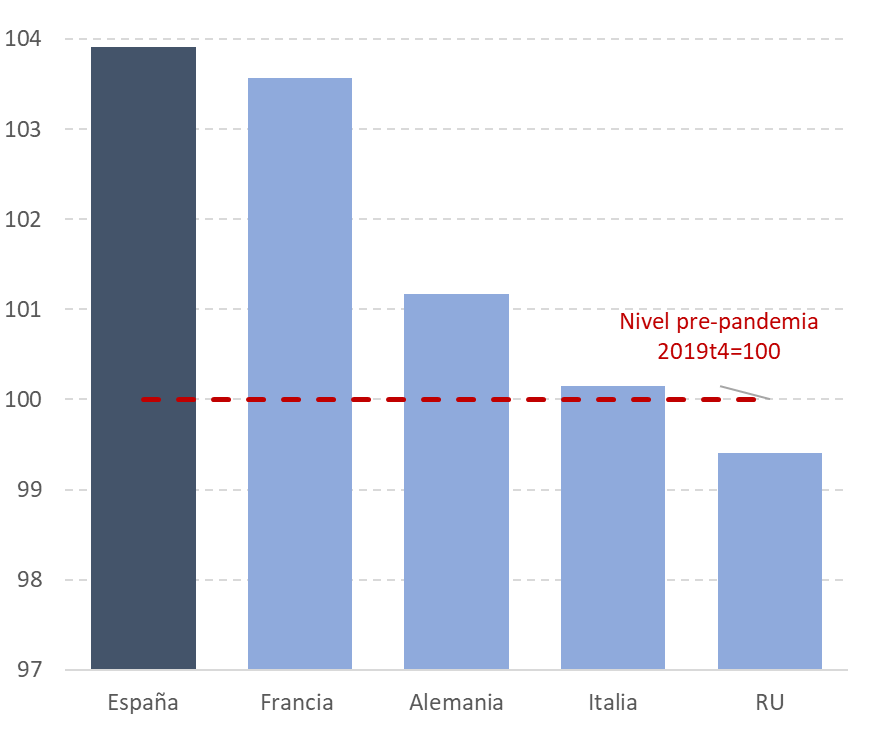 104
103
102
101
100
99
98
97
Nivel pre-pandemia
2019t4=100
España
Francia
Alemania
Italia
RU